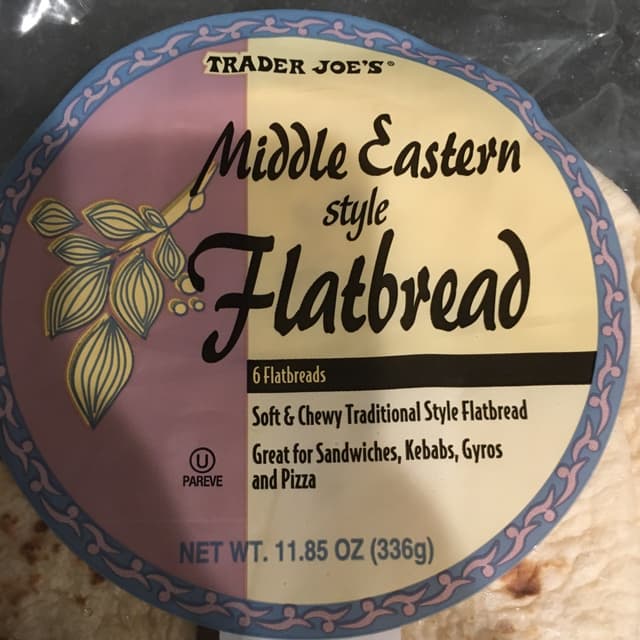 TRADER JOE'S®
Middle Eastern
style
Flatbread
6 Flatbreads
Soft & Chewy Traditional Style Flatbread
Great for Sandwiches, Kebabs, Gyros
and Pizza
U
PAREVE
NET WT. 11.85 OZ (336g)